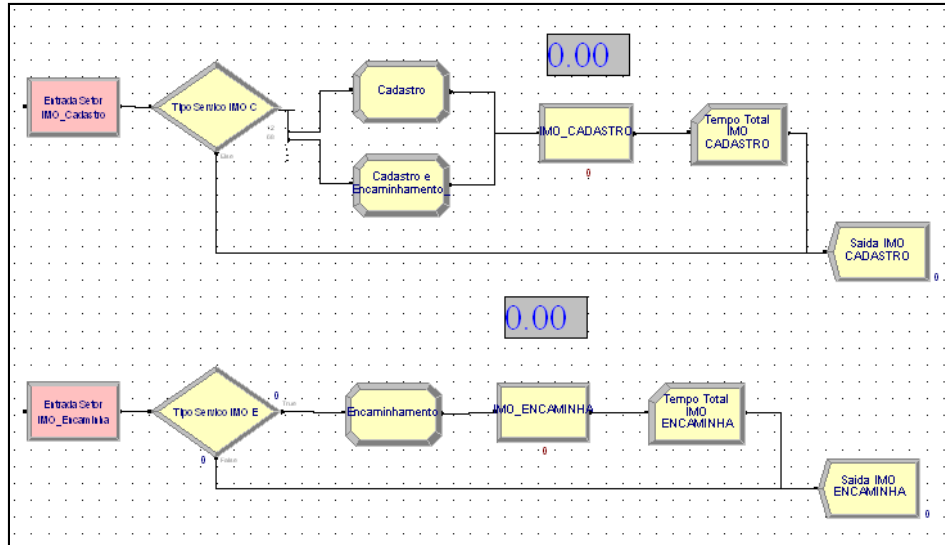 0.00
Entrada Setor
IMO_Cadastro
Tipo Servico IMO C
Cadastro
Cadastro e
Encaminhamento
IMO_CADASTRO
0
Tempo Total
IMO
CADASTRO
Saida IMO
CADASTRO
0
0.00
Entrada Setor
IMO_Encaminha
Tipo Servico IMO E
0
True
0
False
Encaminhamento
IMO_ENCAMINHA
0
Tempo Total
IMO
ENCAMINHA
Saida IMO
ENCAMINHA
0